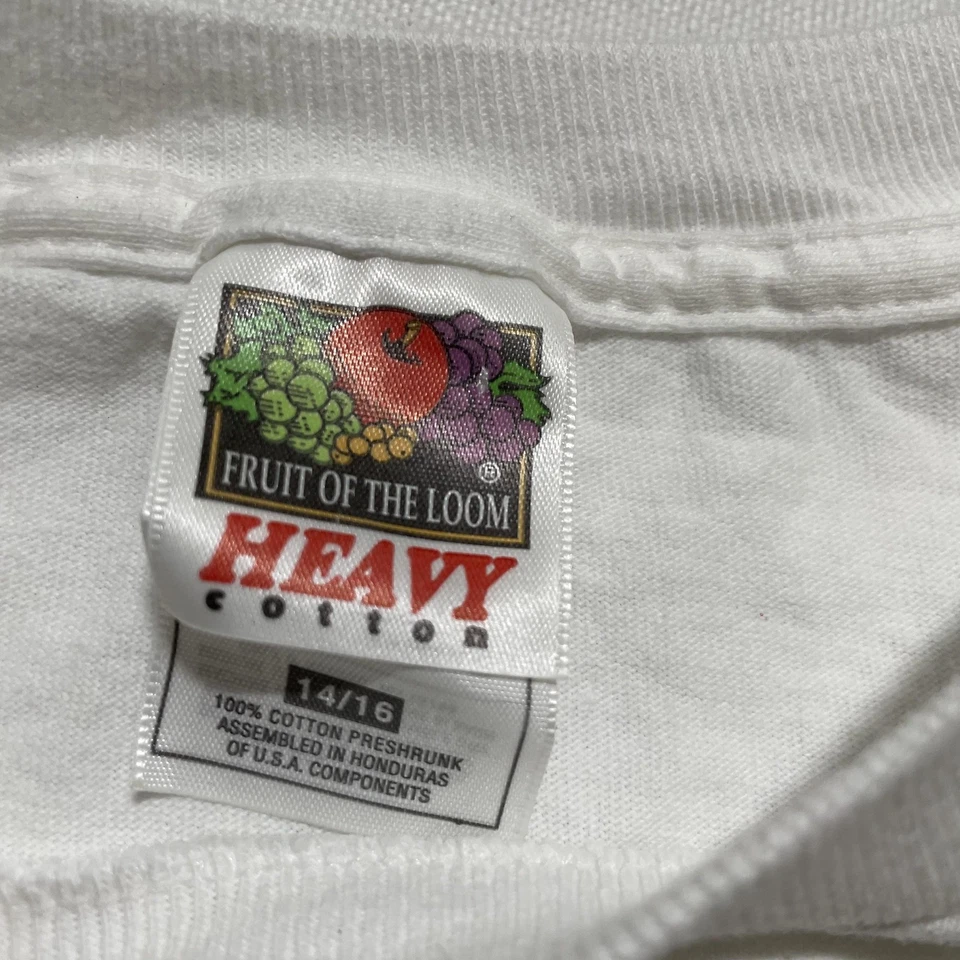 FRUIT OF THE LOOM ®
HEAVY
cotton
14/16
100% COTTON PRESHRUNK
ASSEMBLED IN HONDURAS
OF U.S.A. COMPONENTS